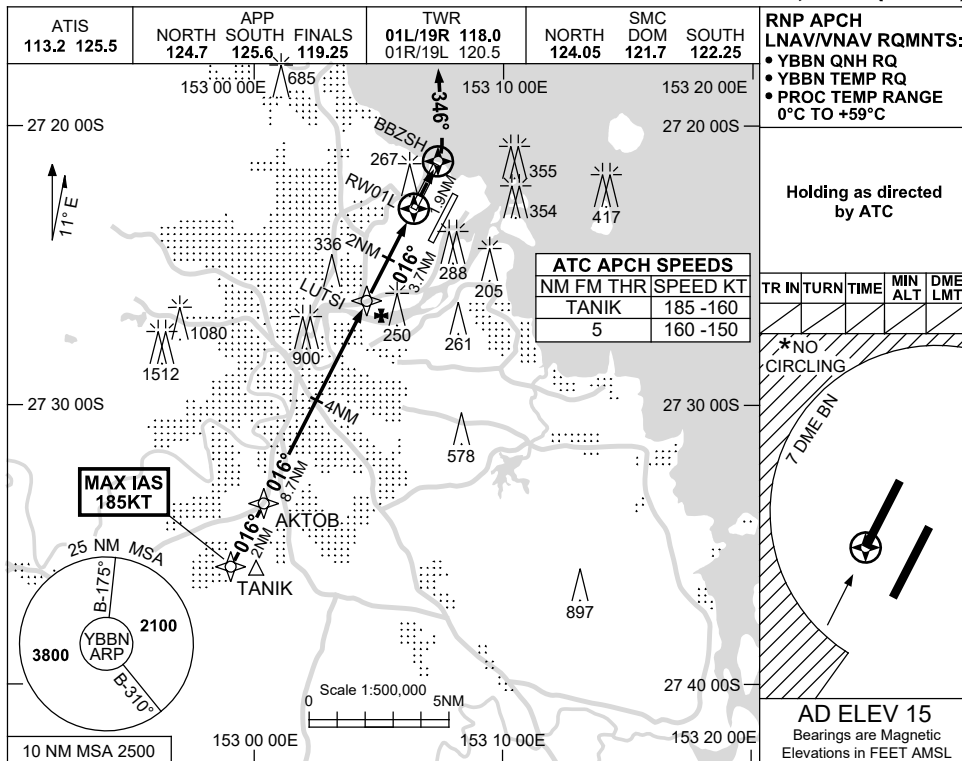 ATIS
113.2 125.5
APP
NORTH SOUTH FINALS
124.7 125.6 119.25
TWR
01L/19R 118.0
01R/19L 120.5
SMC
NORTH DOM SOUTH
124.05 121.7 122.25
RNP APCH
LNAV/VNAV RQMNTS:
• YBBN QNH RQ
• YBBN TEMP RQ
• PROC TEMP RANGE
0°C TO +59°C
Holding as directed
by ATC
TR IN TURN TIME MIN ALT DME LMT
*NO
CIRCLING
7 DME BN
AD ELEV 15
Bearings are Magnetic
Elevations in FEET AMSL
685
153 00 00E
153 10 00E
153 20 00E
27 20 00S
27 20 00S
346°
BBZSH
267
355
RW01L
1.9NM
354
417
11° E
336
2NM
016°
3.7NM
288
205
LUTSI
250
261
ATC APCH SPEEDS
NM FM THR SPEED KT
TANIK 185 -160
5 160 -150
1080
1512
900
27 30 00S
27 30 00S
4NM
578
016°
8.7NM
MAX IAS
185KT
AKTOB
016°
2NM
TANIK
897
25 NM MSA
B-175°
YBBN
ARP
2100
3800
B-310°
10 NM MSA 2500
Scale 1:500,000
0 5NM
27 40 00S
153 00 00E
153 10 00E
153 20 00E